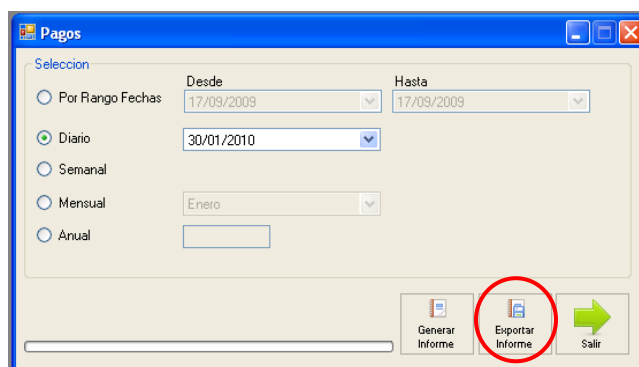 Pagos
Seleccion
Desde Hasta
Por Rango Fechas 17/09/2009 17/09/2009
Diario 30/01/2010
Semanal
Mensual Enero
Anual
Generar Informe
Exportar Informe
Salir